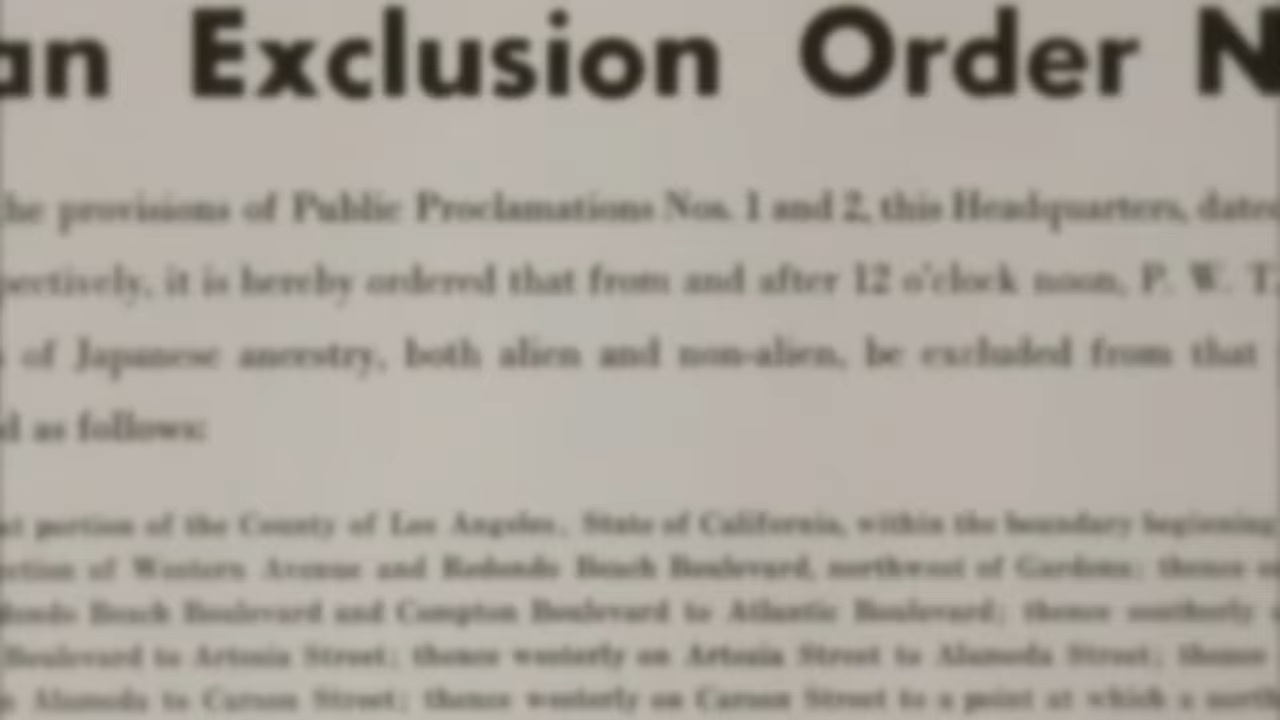 an Exclusion Order N
he provisions of Public Proclamations Nos. 1 and 2, this Headquarters, date
pectively, it is hereby ordered that from and after 12 o'clock noon, P. W. T.
of Japanese ancestry, both alien and non-alien, be excluded from that
d as follows:
at portion of the County of Los Angeles, State of California, within the boundary beginning
ction of Western Avenue and Redondo Beach Boulevard, northwest of Gardena; thence
dondo Beach Boulevard and Compton Boulevard to Atlantic Boulevard; thence southerly
Boulevard to Artesia Street; thence westerly on Artesia Street to Alameda Street; thence
Alameda to Carson Street; thence westerly on Carson Street to a point at which a north